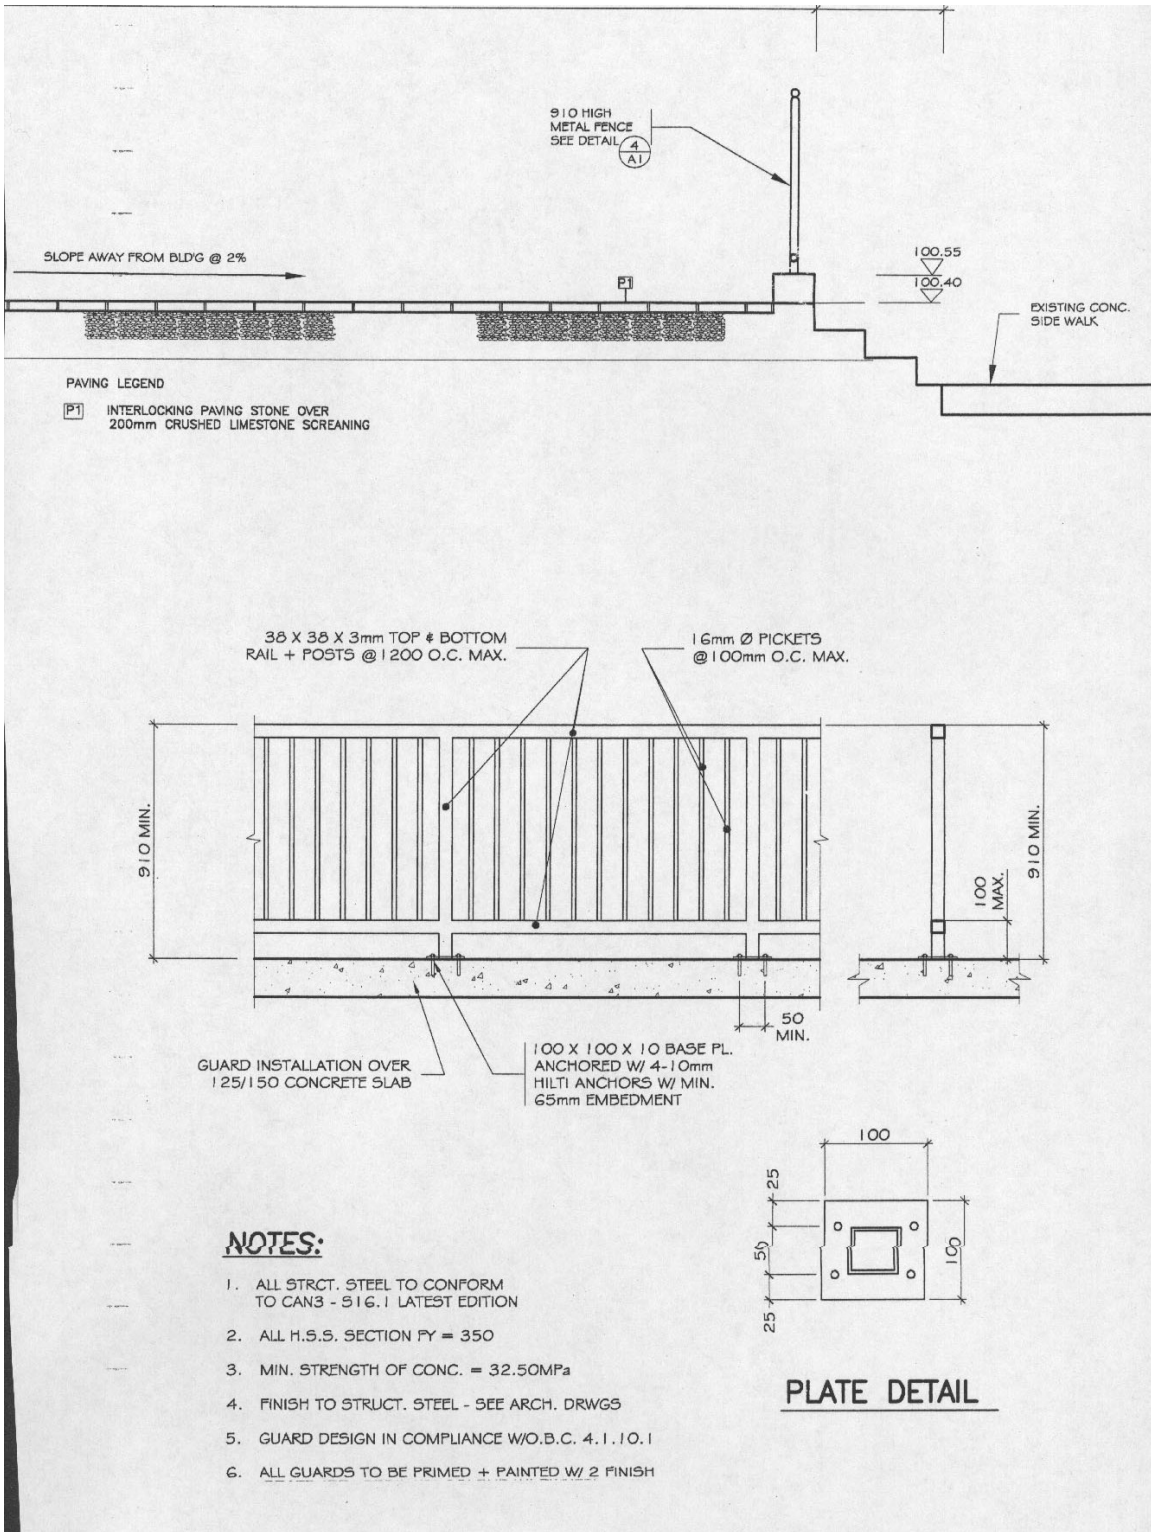 910 HIGH
METAL FENCE
SEE DETAIL 4
A1
SLOPE AWAY FROM BLD'G @ 2%
P1
100.55
100.40
EXISTING CONC.
SIDE WALK
PAVING LEGEND
P1 INTERLOCKING PAVING STONE OVER
200mm CRUSHED LIMESTONE SCREANING
38 X 38 X 3mm TOP & BOTTOM
RAIL + POSTS @ 1200 O.C. MAX.
16mm Ø PICKETS
@ 100mm O.C. MAX.
910 MIN.
910 MIN.
100
MAX.
50
MIN.
GUARD INSTALLATION OVER
125/150 CONCRETE SLAB
100 X 100 X 10 BASE PL.
ANCHORED W/ 4-10mm
HILTI ANCHORS W/ MIN.
65mm EMBEDMENT
100
25
50
100
25
PLATE DETAIL
NOTES:
1. ALL STRCT. STEEL TO CONFORM
TO CAN3 - S16.1 LATEST EDITION
2. ALL H.S.S. SECTION FY = 350
3. MIN. STRENGTH OF CONC. = 32.50MPa
4. FINISH TO STRUCT. STEEL - SEE ARCH. DRWGS
5. GUARD DESIGN IN COMPLIANCE W/O.B.C. 4.1.10.1
6. ALL GUARDS TO BE PRIMED + PAINTED W/ 2 FINISH